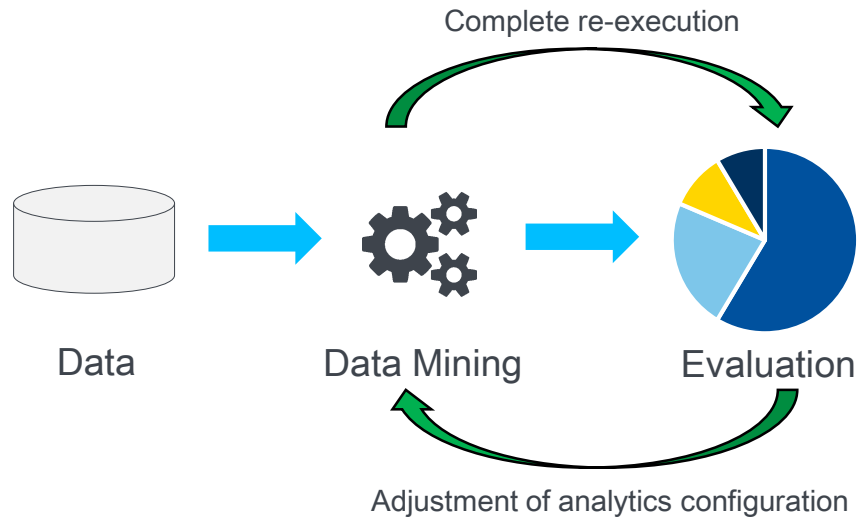 Complete re-execution
Data
Data Mining
Evaluation
Adjustment of analytics configuration